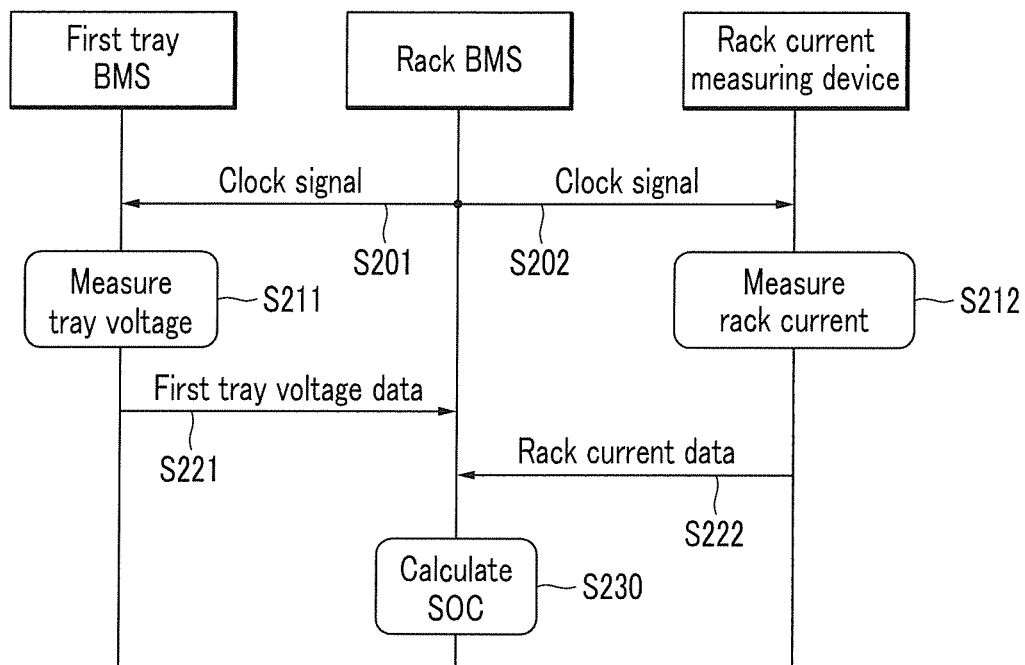 First tray
BMS
Rack BMS
Rack current
measuring device
Clock signal
Clock signal
S201
S202
Measure
tray voltage
S211
Measure
rack current
S212
First tray voltage data
S221
Rack current data
S222
Calculate
SOC
S230